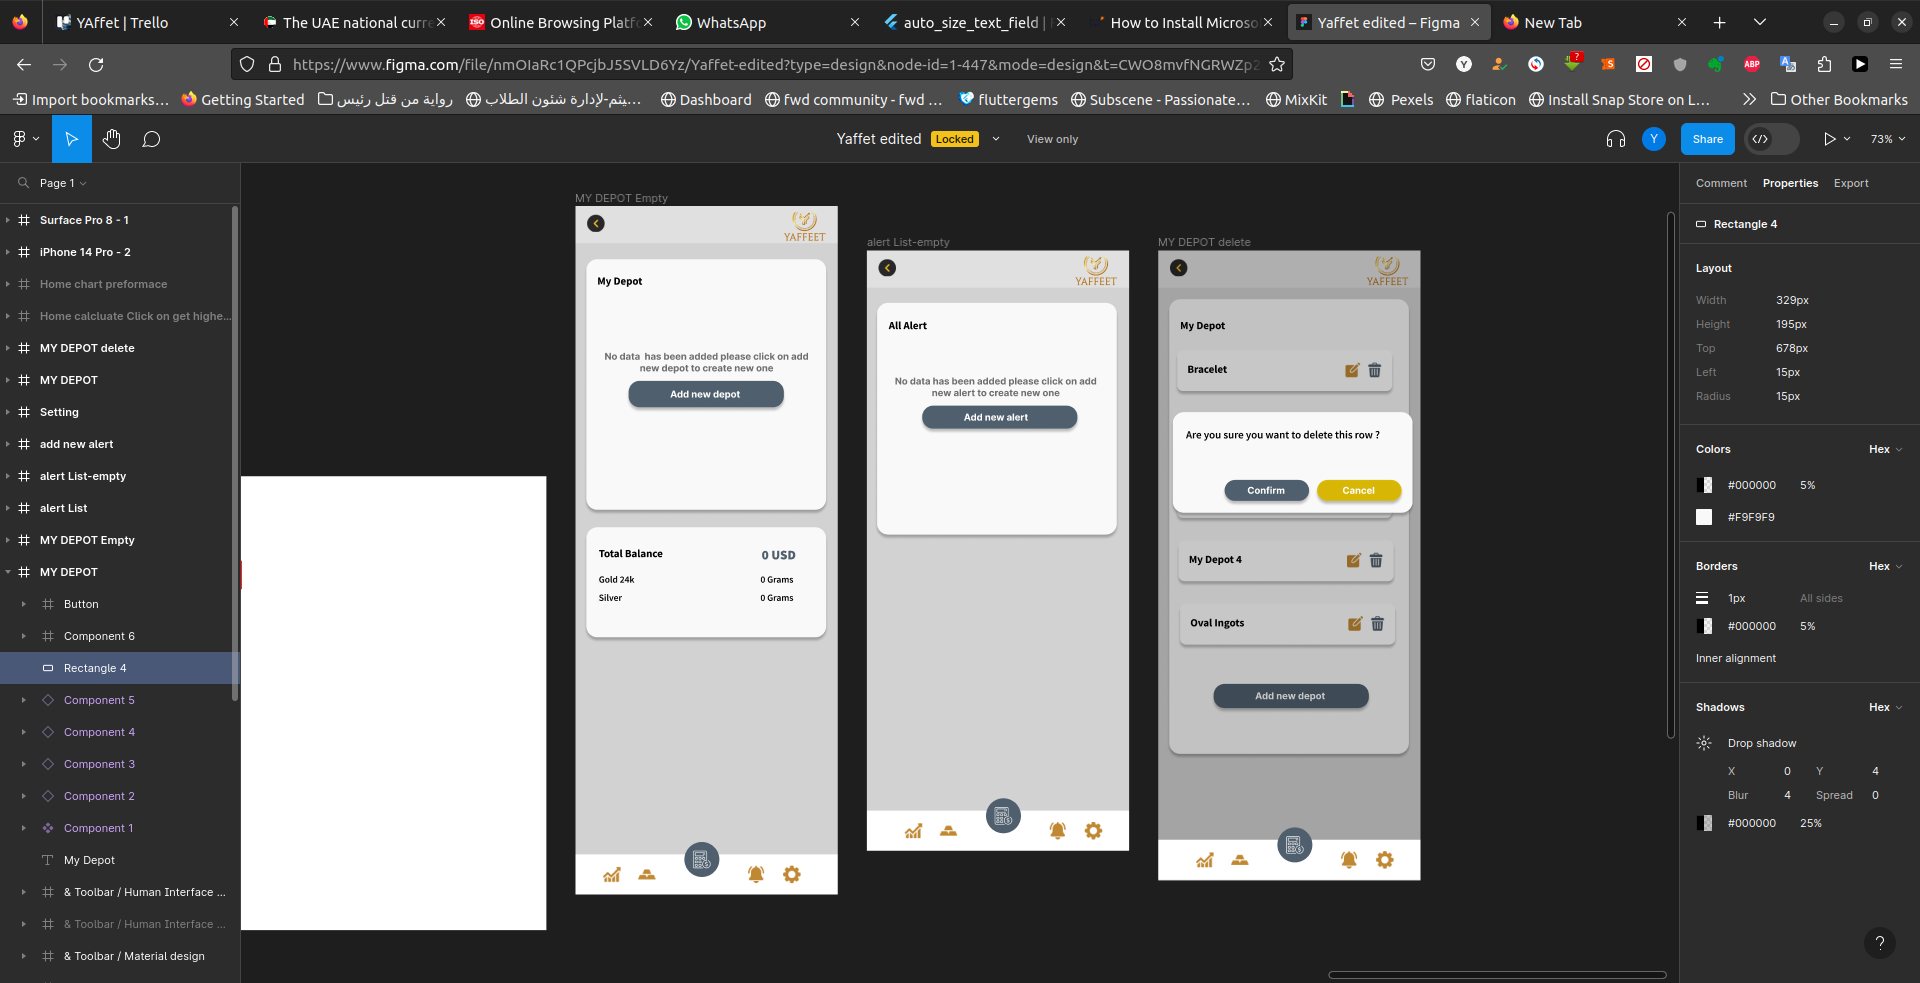 YAffet | Trello
The UAE national curre
Online Browsing Platfo
WhatsApp
auto_size_text_field |
How to Install Microso
Yaffet edited – Figma
New Tab
https://www.figma.com/file/nmOIaRc1QPcjbJ5SVLD6Yz/Yaffet-edited?type=design&node-id=1-447&mode=design&t=CWO8mvfNGRWZp2
Import bookmarks...
Getting Started
رواية من قتل رئيس
...يثم-لإدارة شئون الطلاب
Dashboard
fwd community - fwd ...
fluttergems
Subscene - Passionate...
MixKit
Pexels
flaticon
Install Snap Store on L...
Other Bookmarks
Yaffet edited
Locked
View only
Y
Share
73%
Page 1
Surface Pro 8 - 1
iPhone 14 Pro - 2
Home chart preformace
Home calcluate Click on get highe...
MY DEPOT delete
MY DEPOT
Setting
add new alert
alert List-empty
alert List
MY DEPOT Empty
MY DEPOT
Button
Component 6
Rectangle 4
Component 5
Component 4
Component 3
Component 2
Component 1
My Depot
& Toolbar / Human Interface ...
& Toolbar / Human Interface ...
& Toolbar / Material design
MY DEPOT Empty
YAFFEET
My Depot
No data has been added please click on add
new depot to create new one
Add new depot
Total Balance
0 USD
Gold 24k
0 Grams
Silver
0 Grams
alert List-empty
YAFFEET
All Alert
No data has been added please click on add
new alert to create new one
Add new alert
MY DEPOT delete
YAFFEET
My Depot
Bracelet
Are you sure you want to delete this row ?
Confirm
Cancel
My Depot 4
Oval Ingots
Add new depot
Comment
Properties
Export
Rectangle 4
Layout
Width 329px
Height 195px
Top 678px
Left 15px
Radius 15px
Colors
Hex
#000000 5%
#F9F9F9
Borders
Hex
1px All sides
#000000 5%
Inner alignment
Shadows
Hex
Drop shadow
X 0 Y 4
Blur 4 Spread 0
#000000 25%
?